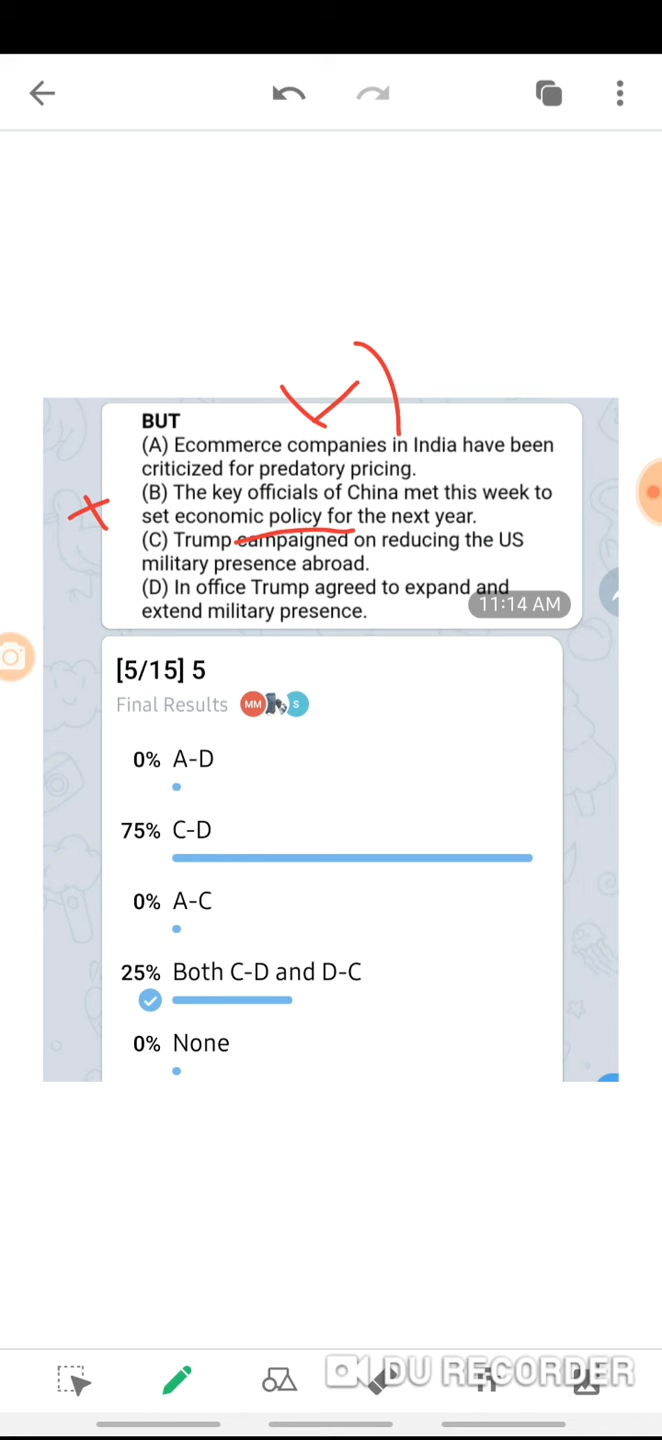 BUT
(A) Ecommerce companies in India have been
criticized for predatory pricing.
(B) The key officials of China met this week to
set economic policy for the next year.
(C) Trump campaigned on reducing the US
military presence abroad.
(D) In office Trump agreed to expand and
extend military presence.
11:14 AM
[5/15] 5
Final Results MM S
0% A-D
75% C-D
0% A-C
25% Both C-D and D-C
0% None
DU RECORDER